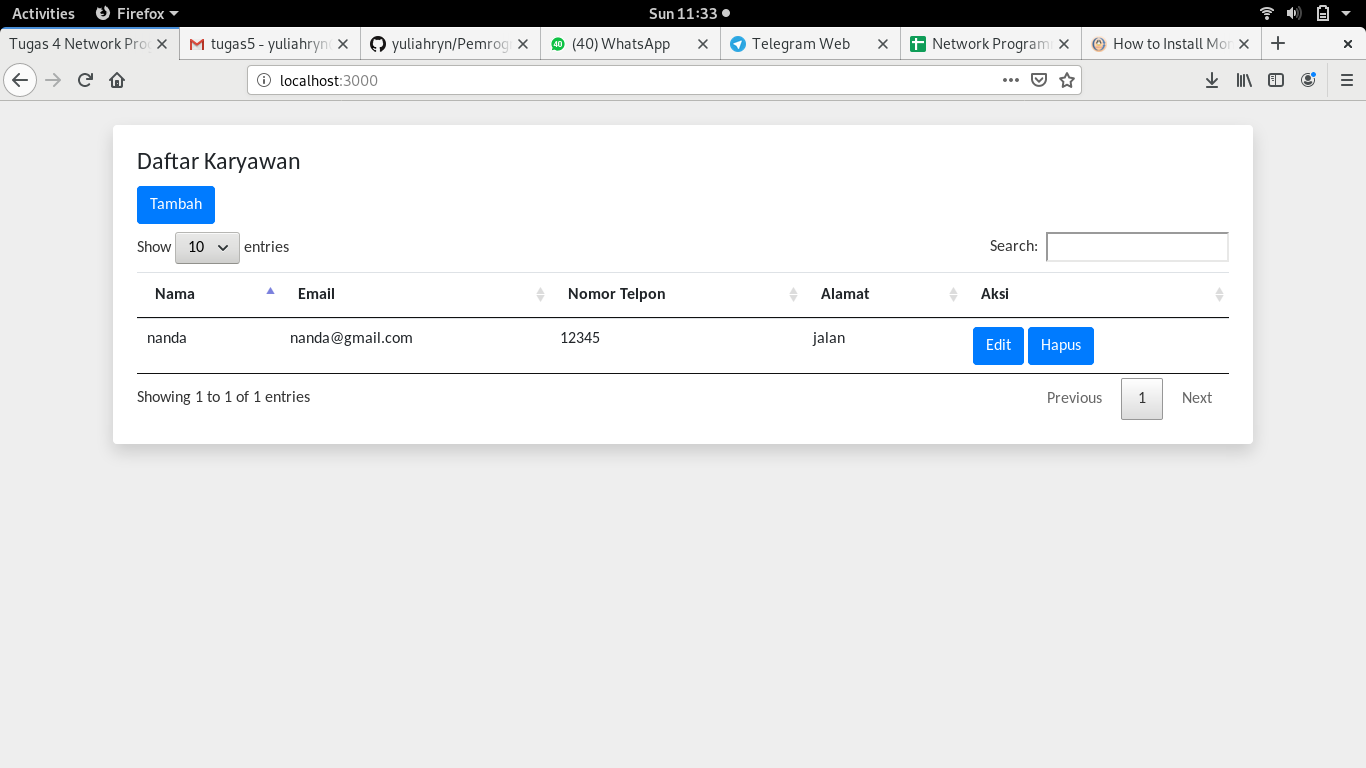 Activities Firefox Sun 11:33
Tugas 4 Network Pro tugas5 - yuliahryn yuliahryn/Pemrog (40) WhatsApp Telegram Web Network Program How to Install Mon
localhost:3000
Daftar Karyawan
Tambah
Show 10 entries Search:
Nama Email Nomor Telpon Alamat Aksi
nanda nanda@gmail.com 12345 jalan Edit Hapus
Showing 1 to 1 of 1 entries Previous 1 Next